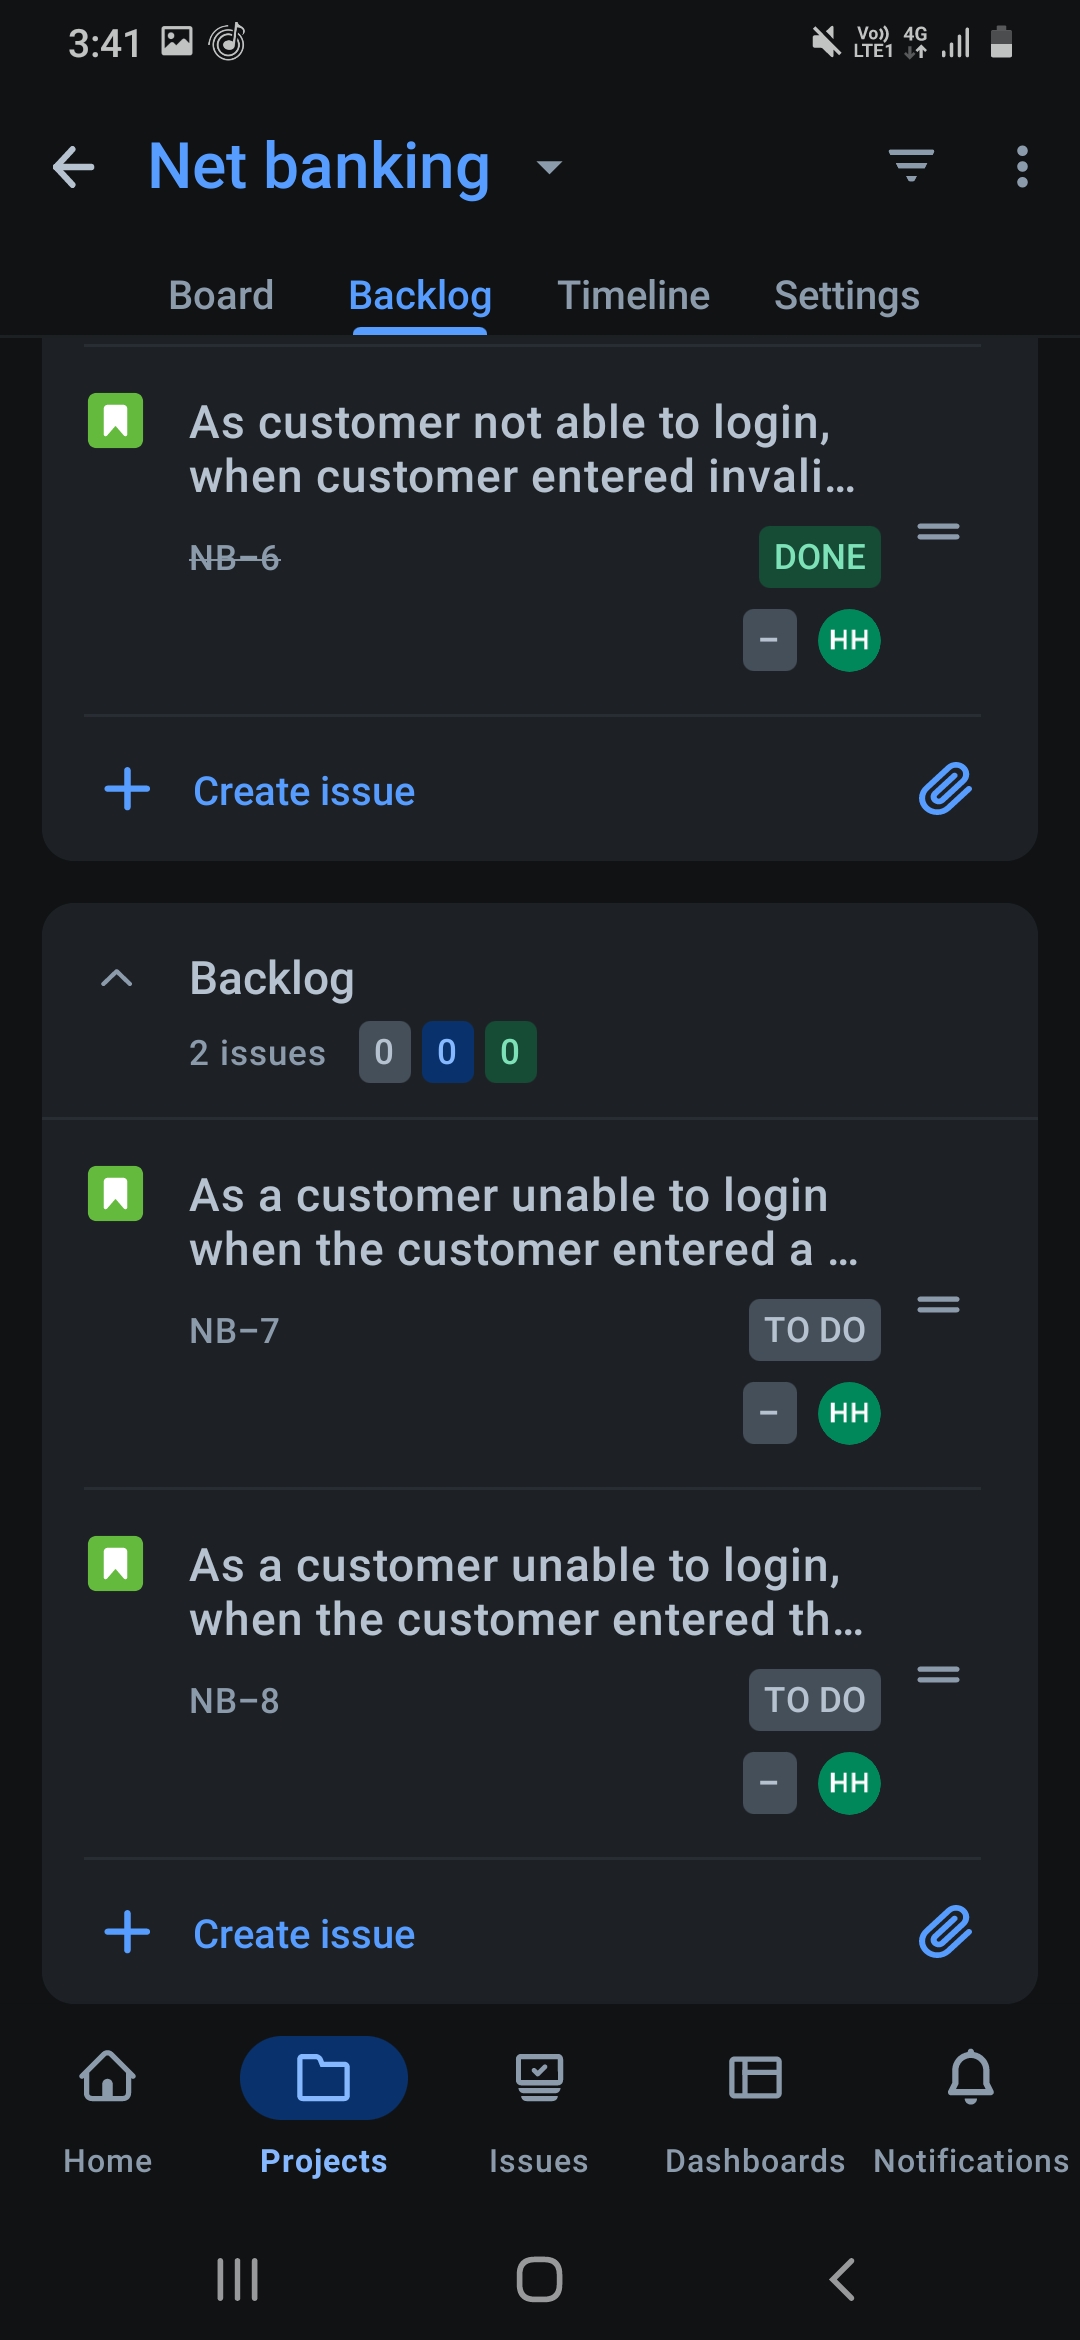 3:41 Vo)) LTE1 4G
Net banking
Board Backlog Timeline Settings
As customer not able to login,
when customer entered invali...
NB-6 DONE
- HH
Create issue
Backlog
2 issues 0 0 0
As a customer unable to login
when the customer entered a ...
NB-7 TO DO
- HH
As a customer unable to login,
when the customer entered th...
NB-8 TO DO
- HH
Create issue
Home Projects Issues Dashboards Notifications